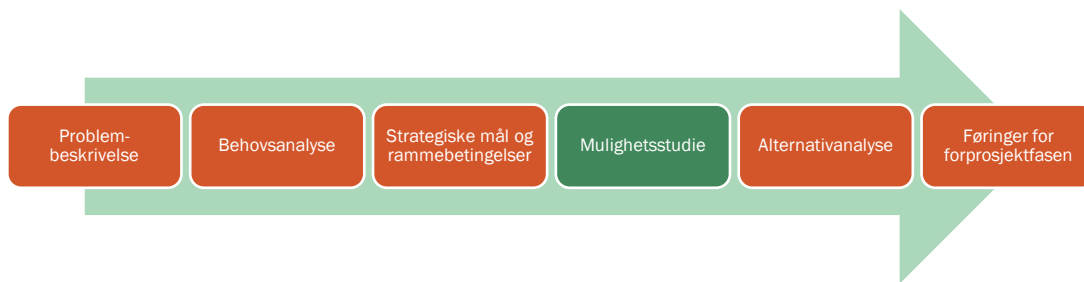 Problem-
beskrivelse
Behovsanalyse
Strategiske mål og
rammebetingelser
Mulighetsstudie
Alternativanalyse
Føringer for
forprosjektfasen